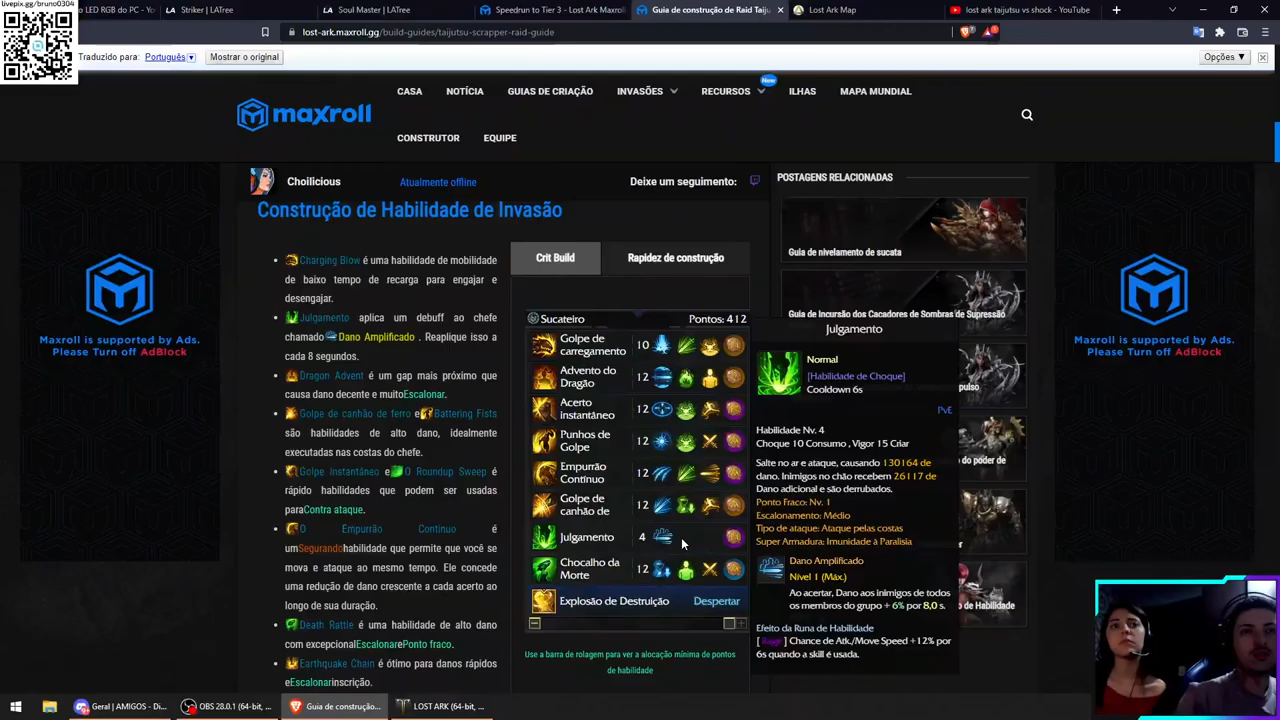 livepix.gg/bruno0304
o LED RGB do PC - Yo
Striker | LATree
Soul Master | LATree
Speedrun to Tier 3 - Lost Ark Maxroll
Guia de construção de Raid Taiju
Lost Ark Map
lost ark taijutsu vs shock - YouTube
lost-ark.maxroll.gg/build-guides/taijutsu-scrapper-raid-guide
Traduzido para: Português
Mostrar o original
Opções ▼
maxroll
CASA
NOTÍCIA
GUIAS DE CRIAÇÃO
INVASÕES
RECURSOS
New
ILHAS
MAPA MUNDIAL
CONSTRUTOR
EQUIPE
Choilicious
Atualmente offline
Deixe um seguimento:
POSTAGENS RELACIONADAS
Construção de Habilidade de Invasão
Guia de nivelamento de sucata
Guia de Incursão dos Cacadores de Sombras de Supressão
Crit Build
Rapidez de construção
Charging Blow é uma habilidade de mobilidade
de baixo tempo de recarga para engajar e
desengajar.
Julgamento aplica um debuff ao chefe
chamado Dano Amplificado . Reaplique isso a
cada 8 segundos.
Dragon Advent é um gap mais próximo que
causa dano decente e muitoEscalonar.
Golpe de canhão de ferro e Battering Fists
são habilidades de alto dano, idealmente
executadas nas costas do chefe.
Golpe Instantâneo e O Roundup Sweep é
rápido habilidades que podem ser usadas
paraContra ataque.
O Empurrão Contínuo é
umSegurandohabilidade que permite que você se
mova e ataque ao mesmo tempo. Ele concede
uma redução de dano crescente a cada acerto ao
longo de sua duração.
Death Rattle é uma habilidade de alto dano
com excepcionalEscalonarePonto fraco.
Earthquake Chain é ótimo para danos rápidos
eEscalonarinscrição.
Sucateiro
Pontos: 412
Golpe de
carregamento
10
Advento do
Dragão
12
Acerto
instantâneo
12
Punhos de
Golpe
12
Empurrão
Contínuo
12
Golpe de
canhão de
12
Julgamento
4
Chocalho da
Morte
12
Explosão de Destruição
Despertar
Use a barra de rolagem para ver a alocação mínima de pontos
de habilidade
Julgamento
Normal
[Habilidade de Choque]
Cooldown 6s
PvE
Habilidade Nv. 4
Choque 10 Consumo , Vigor 15 Criar
Salte no ar e ataque, causando 130164 de
dano. Inimigos no chão recebem 26117 de
Dano adicional e são derrubados.
Ponto Fraco: Nv. 1
Escalonamento: Médio
Tipo de ataque: Ataque pelas costas
Super Armadura: Imunidade à Paralisia
Dano Amplificado
Nível 1 (Máx.)
Ao acertar, Dano aos inimigos de todos
os membros do grupo + 6% por 8,0 s.
Efeito da Runa de Habilidade
[Rage] Chance de Atk./Move Speed +12% por
6s quando a skill é usada.
pulso
do poder de
er
de Habilidade
MAXROLL is supported by Ads.
Please Turn off AdBlock
MAXROLL is supported by Ads.
Please Turn off AdBlock
Geral | AMIGOS - Di...
OBS 28.0.1 (64-bit, ...
Guia de construção...
LOST ARK (64-bit, ...